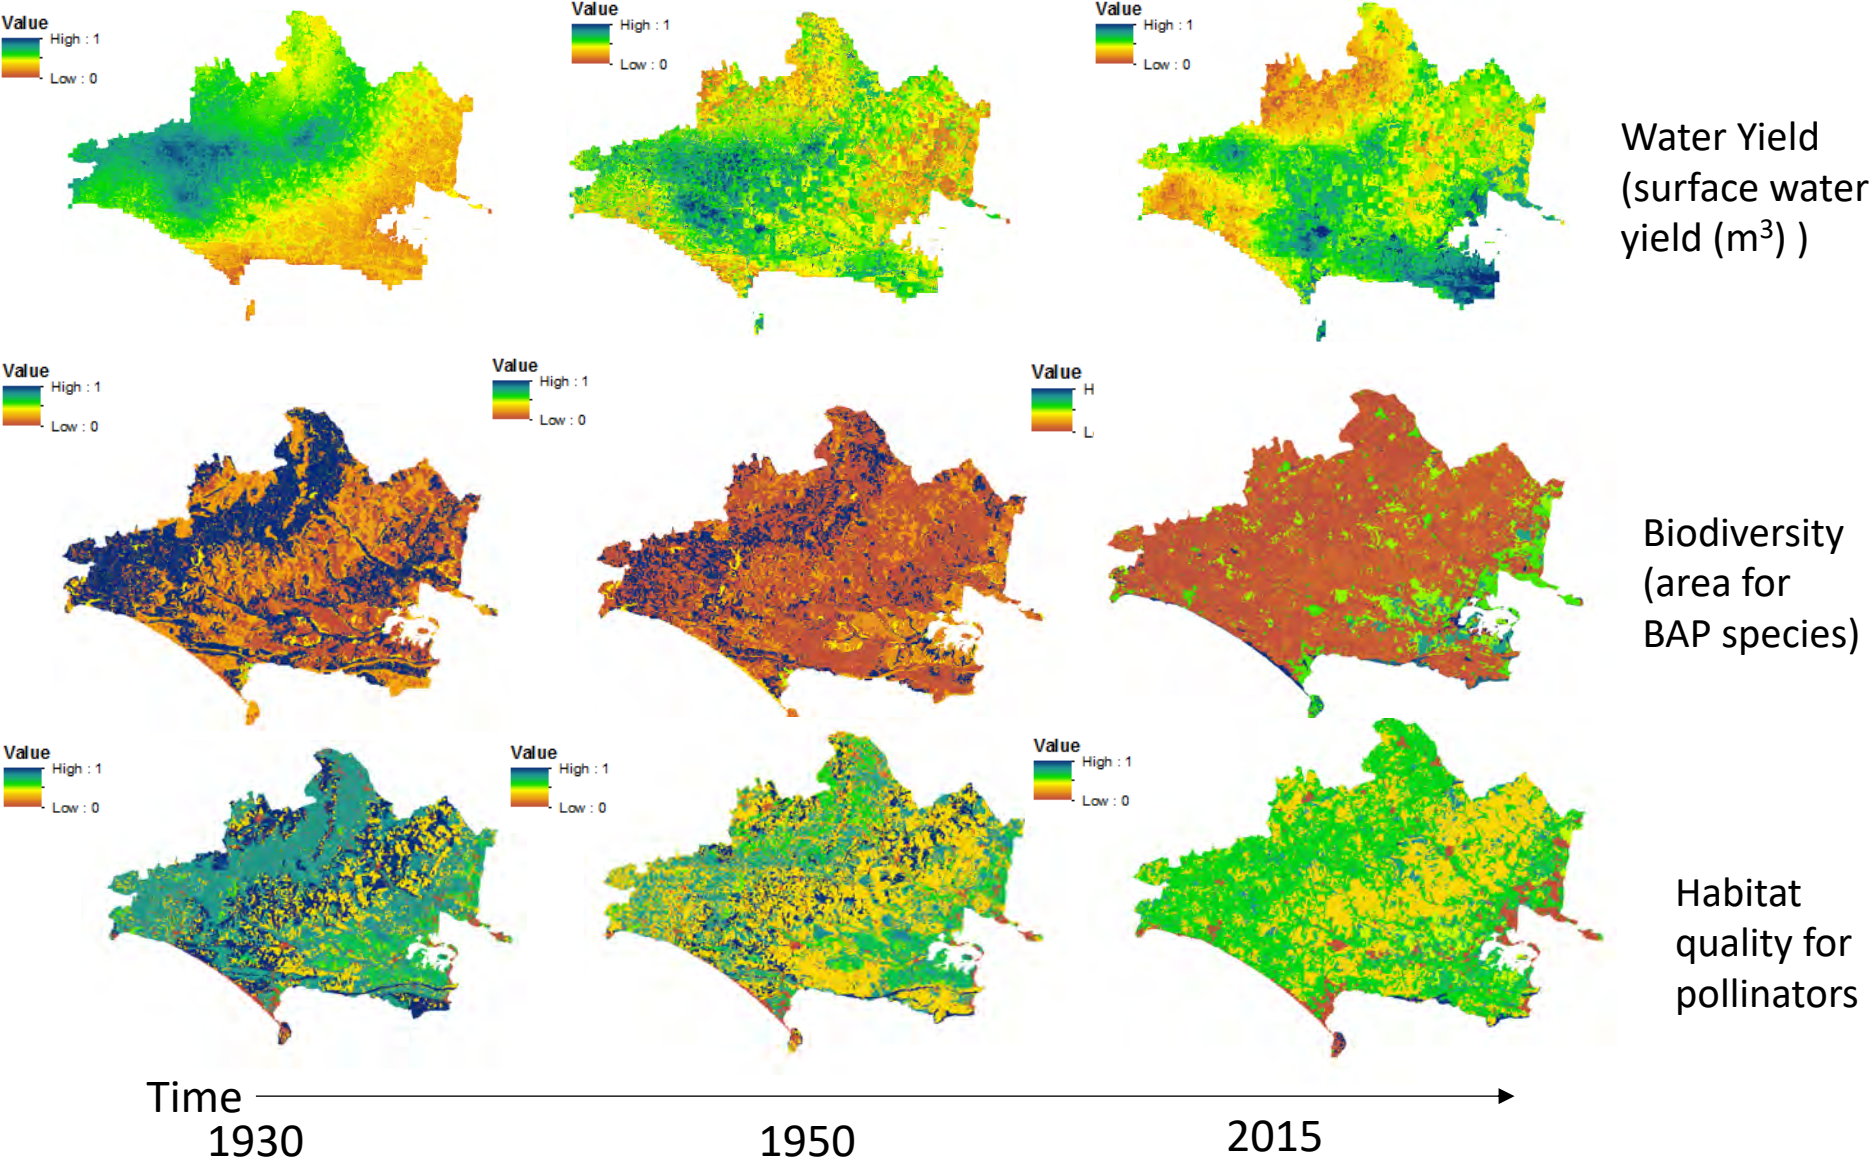 Value
High : 1
Low : 0
Value
High : 1
Low : 0
Value
High : 1
Low : 0
Water Yield
(surface water
yield (m³) )
Value
High : 1
Low : 0
Value
High : 1
Low : 0
Value
H
L
Biodiversity
(area for
BAP species)
Value
High : 1
Low : 0
Value
High : 1
Low : 0
Value
High : 1
Low : 0
Habitat
quality for
pollinators
Time
1930
1950
2015